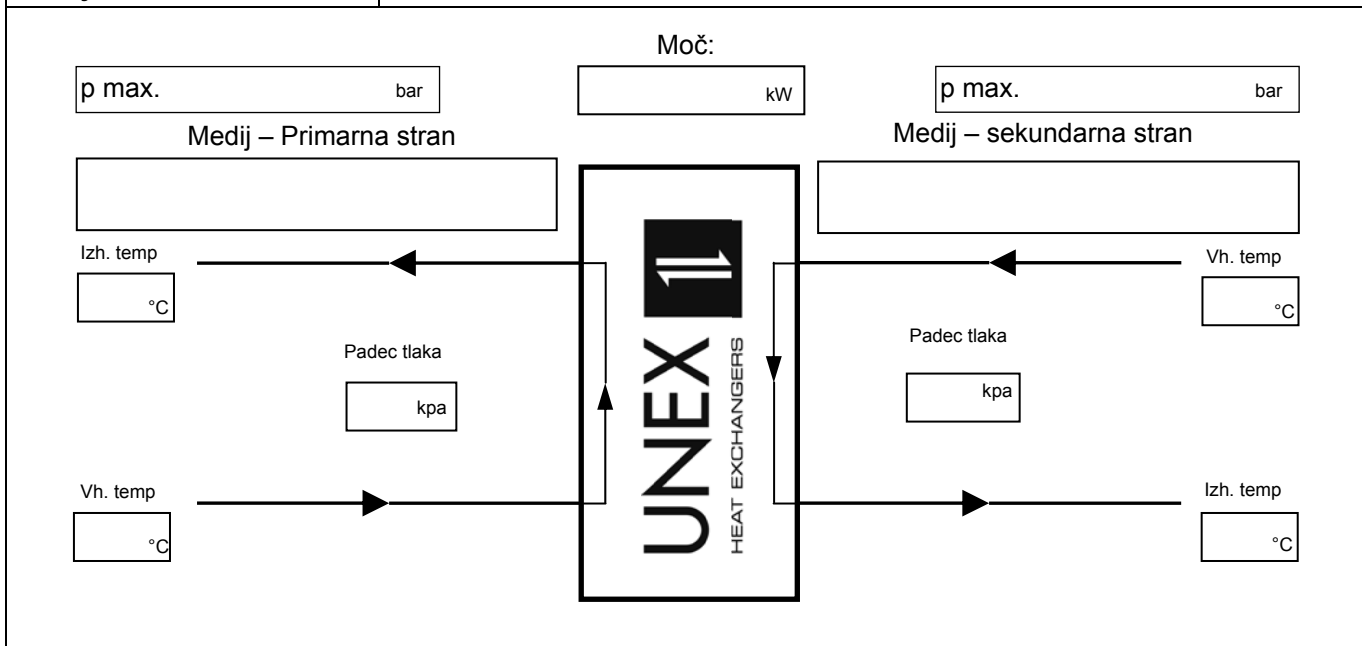 Moč:
p max. bar
kW
p max. bar
Medij – Primarna stran
Medij – sekundarna stran
Izh. temp
°C
Vh. temp
°C
Padec tlaka
kpa
Padec tlaka
kpa
UNEX
HEAT EXCHANGERS
Vh. temp
°C
Izh. temp
°C